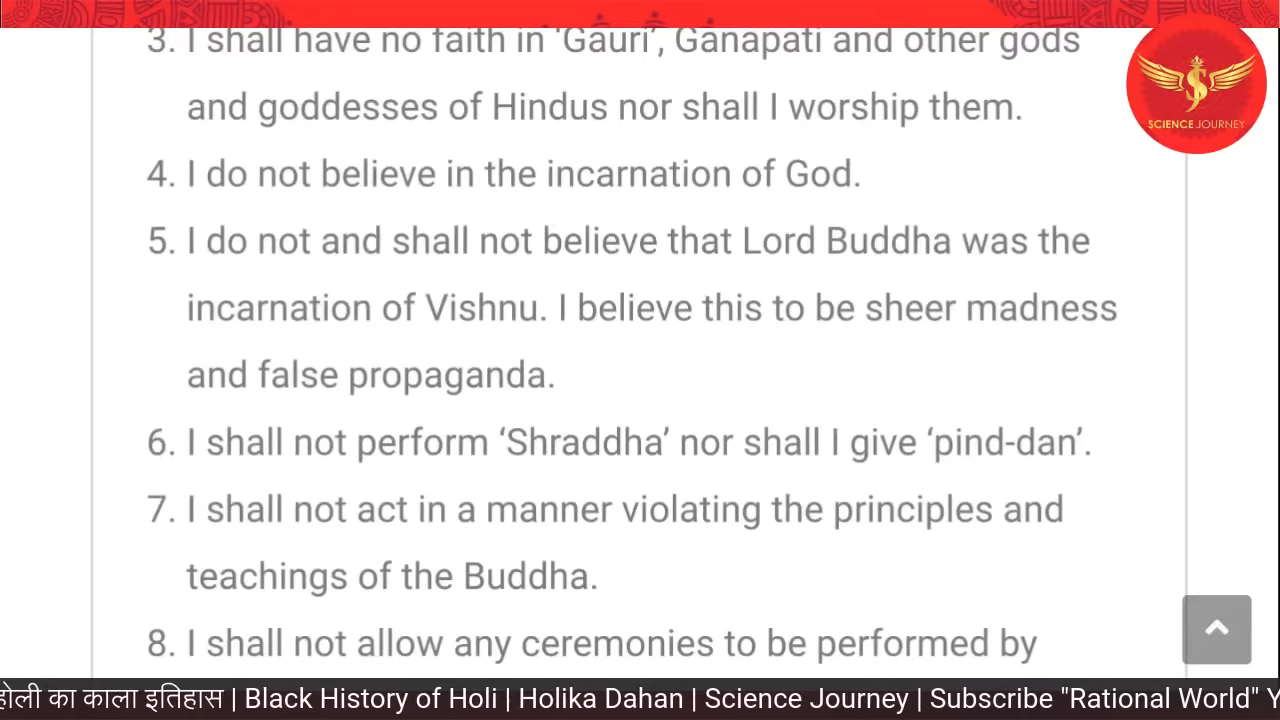 3. I shall have no faith in ‘Gauri’, Ganapati and other gods
and goddesses of Hindus nor shall I worship them.
SCIENCE JOURNEY
4. I do not believe in the incarnation of God.
5. I do not and shall not believe that Lord Buddha was the
incarnation of Vishnu. I believe this to be sheer madness
and false propaganda.
6. I shall not perform ‘Shraddha’ nor shall I give ‘pind-dan’.
7. I shall not act in a manner violating the principles and
teachings of the Buddha.
8. I shall not allow any ceremonies to be performed by
होली का काला इतिहास | Black History of Holi | Holika Dahan | Science Journey | Subscribe "Rational World" Y